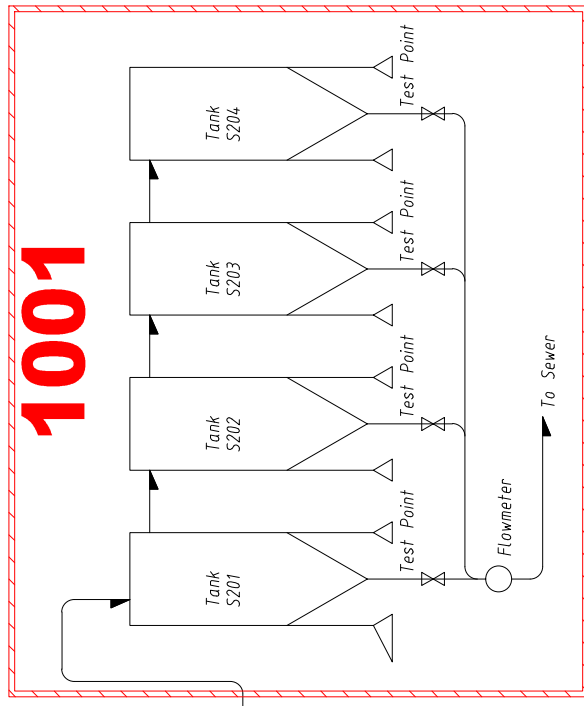 1001
Tank
S201
Tank
S202
Tank
S203
Tank
S204
Test Point
Test Point
Test Point
Test Point
Flowmeter
To Sewer